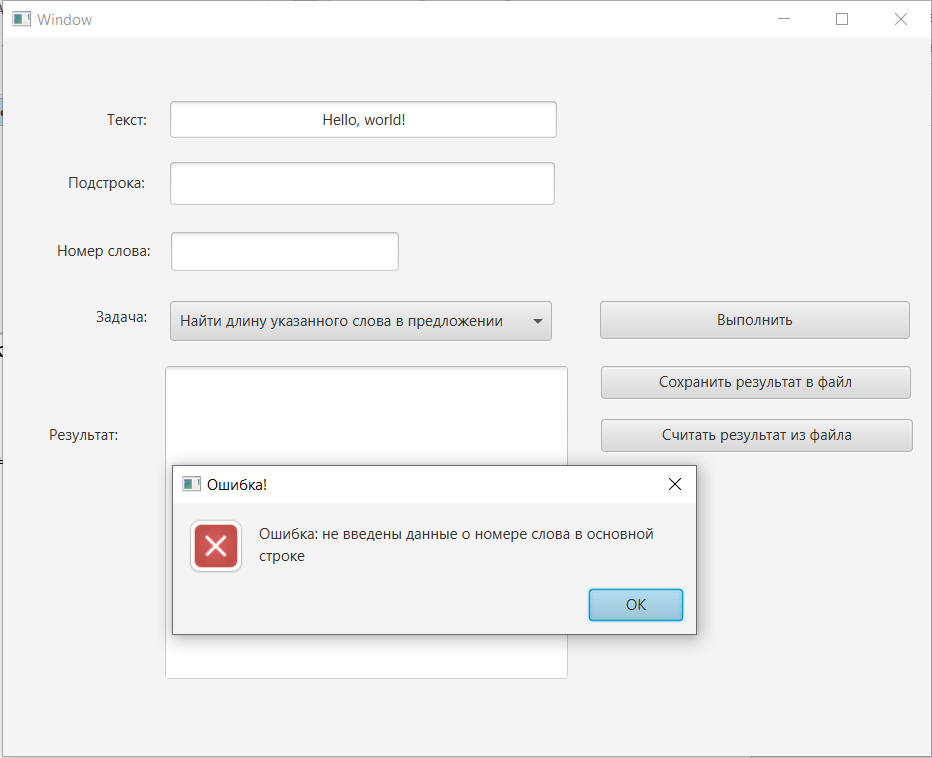 Window
Текст:
Hello, world!
Подстрока:
Номер слова:
Задача:
Найти длину указанного слова в предложении
Выполнить
Сохранить результат в файл
Результат:
Считать результат из файла
Ошибка!
Ошибка: не введены данные о номере слова в основной
строке
OK